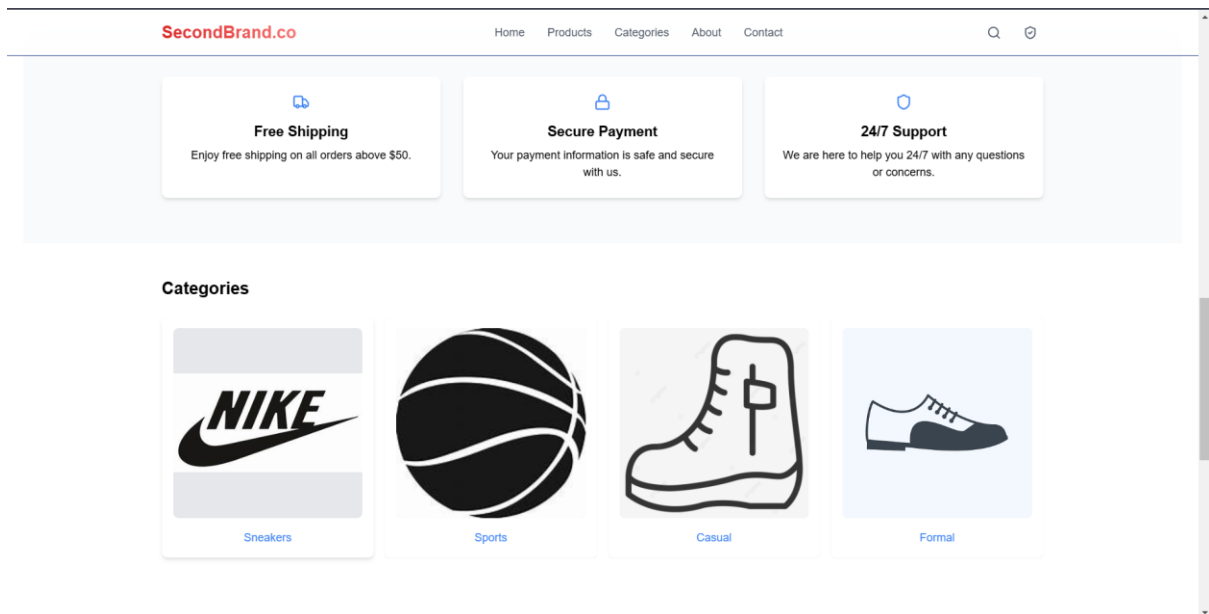 SecondBrand.co
Home Products Categories About Contact
Free Shipping
Enjoy free shipping on all orders above $50.
Secure Payment
Your payment information is safe and secure
with us.
24/7 Support
We are here to help you 24/7 with any questions
or concerns.
Categories
NIKE
Sneakers
Sports
Casual
Formal